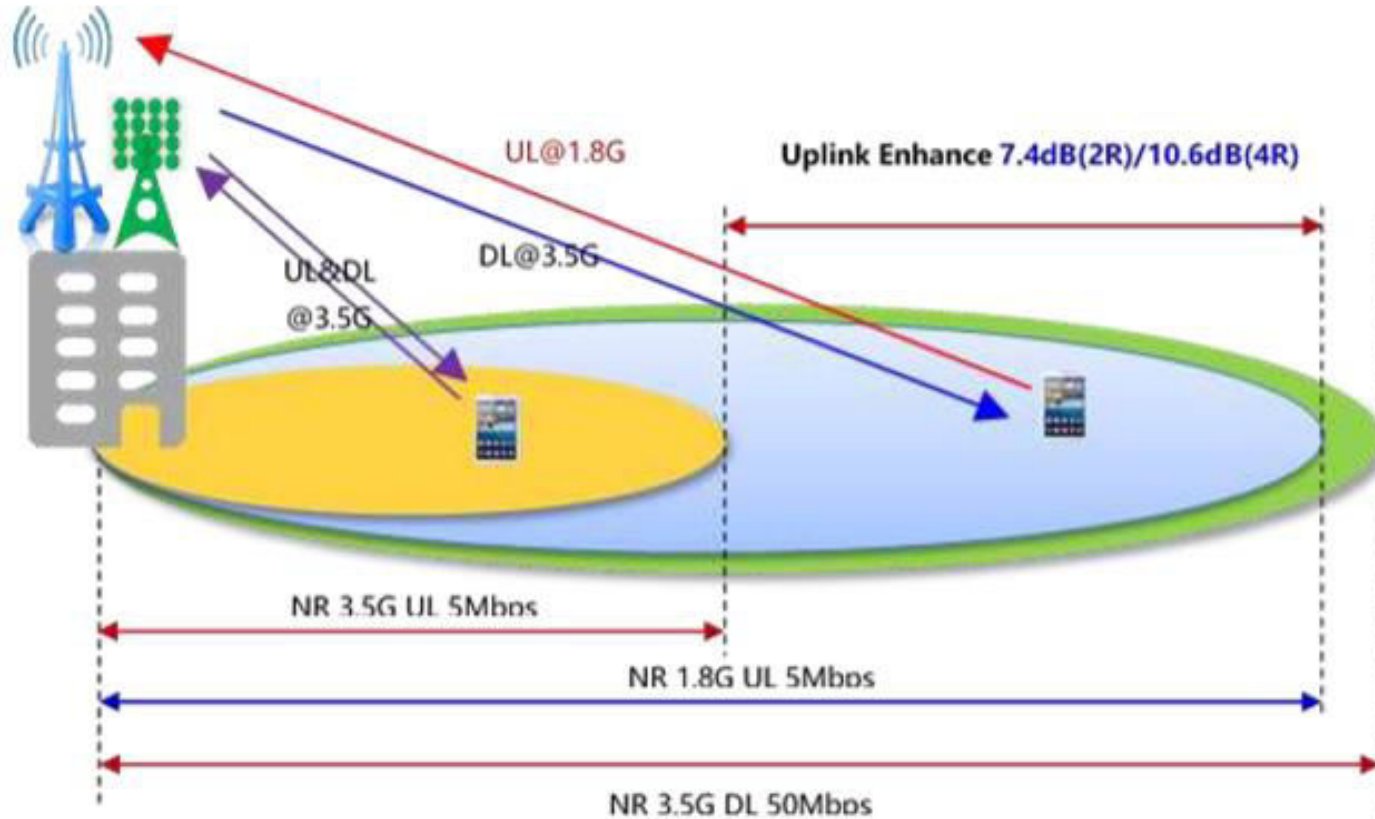 UL@1.8G
Uplink Enhance 7.4dB(2R)/10.6dB(4R)
DL@3.5G
UL&DL
@3.5G
NR 3.5G UL 5Mbps
NR 1.8G UL 5Mbps
NR 3.5G DL 50Mbps